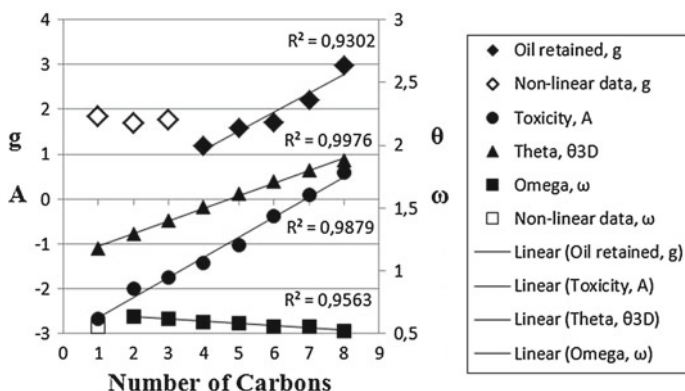 4
3
2
1
0
-1
-2
-3
g
A
3
2,5
2
1,5
1
0,5
θ
ω
R² = 0,9302
R² = 0,9976
R² = 0,9879
R² = 0,9563
0 1 2 3 4 5 6 7 8 9
Number of Carbons
Oil retained, g
Non-linear data, g
Toxicity, A
Theta, θ3D
Omega, ω
Non-linear data, ω
Linear (Oil retained, g)
Linear (Toxicity, A)
Linear (Theta, θ3D)
Linear (Omega, ω)